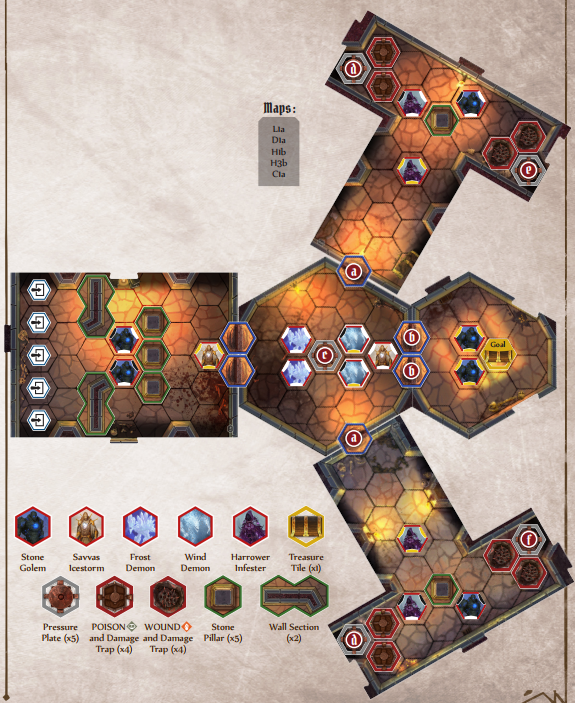 d
Maps:
L1a
D1a
H1b
H3b
C1a
e
a
c
b
b
Goal
a
Stone
Golem
Savvas
Icestorm
Frost
Demon
Wind
Demon
Harrower
Infester
Treasure
Tile (x1)
f
Pressure
Plate (x5)
POISON
and Damage
Trap (x4)
WOUND
and Damage
Trap (x4)
Stone
Pillar (x5)
Wall Section
(x2)
d